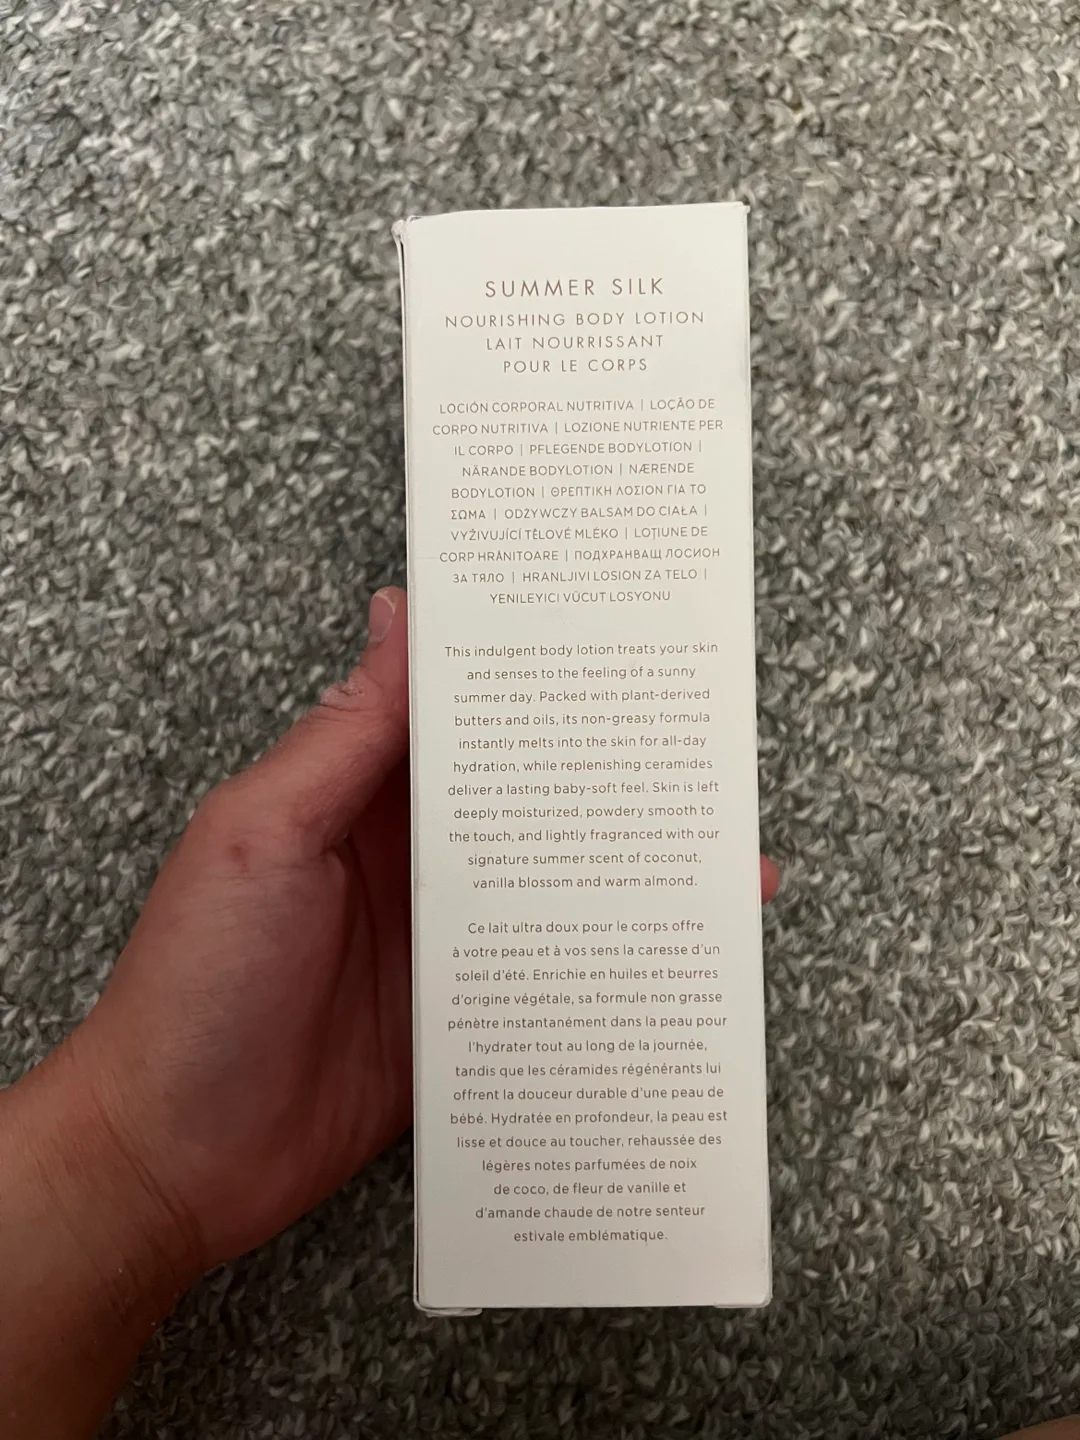 SUMMER SILK
NOURISHING BODY LOTION
LAIT NOURRISSANT
POUR LE CORPS
LOCIÓN CORPORAL NUTRITIVA | LOÇÃO DE
CORPO NUTRITIVA | LOZIONE NUTRIENTE PER
IL CORPO | PFLEGENDE BODYLOTION |
NÄRANDE BODYLOTION | NÆRENDE
BODYLOTION | ΘΡΕΠΤΙΚΗ ΛΟΣΙΟΝ ΓΙΑ ΤΟ
ΣΩΜΑ | ODŻYWCZY BALSAM DO CIAŁA |
VYŽIVUJÍCÍ TĚLOVÉ MLÉKO | LOȚIUNE DE
CORP HRĂNITOARE | ПОДХРАНВАЩ ЛОСИОН
ЗА ТЯЛО | HRANLJIVI LOSION ZA TELO |
YENILEYICI VÜCUT LOSYONU
This indulgent body lotion treats your skin
and senses to the feeling of a sunny
summer day. Packed with plant-derived
butters and oils, its non-greasy formula
instantly melts into the skin for all-day
hydration, while replenishing ceramides
deliver a lasting baby-soft feel. Skin is left
deeply moisturized, powdery smooth to
the touch, and lightly fragranced with our
signature summer scent of coconut,
vanilla blossom and warm almond.
Ce lait ultra doux pour le corps offre
à votre peau et à vos sens la caresse d'un
soleil d'été. Enrichie en huiles et beurres
d'origine végétale, sa formule non grasse
pénètre instantanément dans la peau pour
l'hydrater tout au long de la journée,
tandis que les céramides régénérants lui
offrent la douceur durable d'une peau de
bébé. Hydratée en profondeur, la peau est
lisse et douce au toucher, rehaussée des
légères notes parfumées de noix
de coco, de fleur de vanille et
d'amande chaude de notre senteur
estivale emblématique.